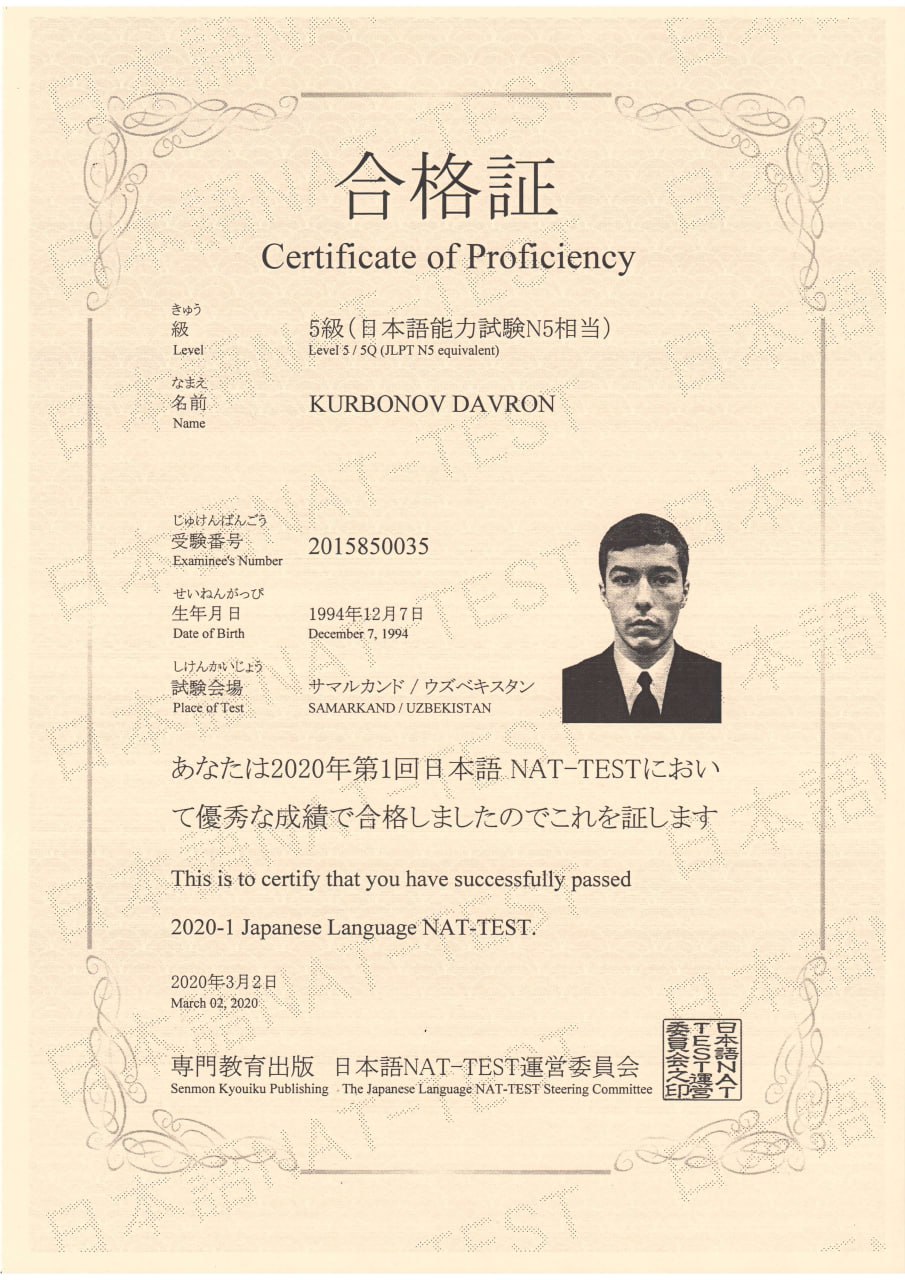 合格証
Certificate of Proficiency
きゅう
級
Level
5級(日本語能力試験N5相当)
Level 5 / 5Q (JLPT N5 equivalent)
なまえ
名前
Name
KURBONOV DAVRON
じゅけんばんごう
受験番号
Examinee's Number
2015850035
せいねんがっぴ
生年月日
Date of Birth
1994年12月7日
December 7, 1994
しけんかいじょう
試験会場
Place of Test
サマルカンド / ウズベキスタン
SAMARKAND / UZBEKISTAN
あなたは2020年第1回日本語 NAT-TESTにおい
て優秀な成績で合格しましたのでこれを証します
This is to certify that you have successfully passed
2020-1 Japanese Language NAT-TEST.
2020年3月2日
March 02, 2020
専門教育出版 日本語NAT-TEST運営委員会
Senmon Kyouiku Publishing The Japanese Language NAT-TEST Steering Committee
日本語NAT
TEST運営
委員会之印
日本語NAT-TEST